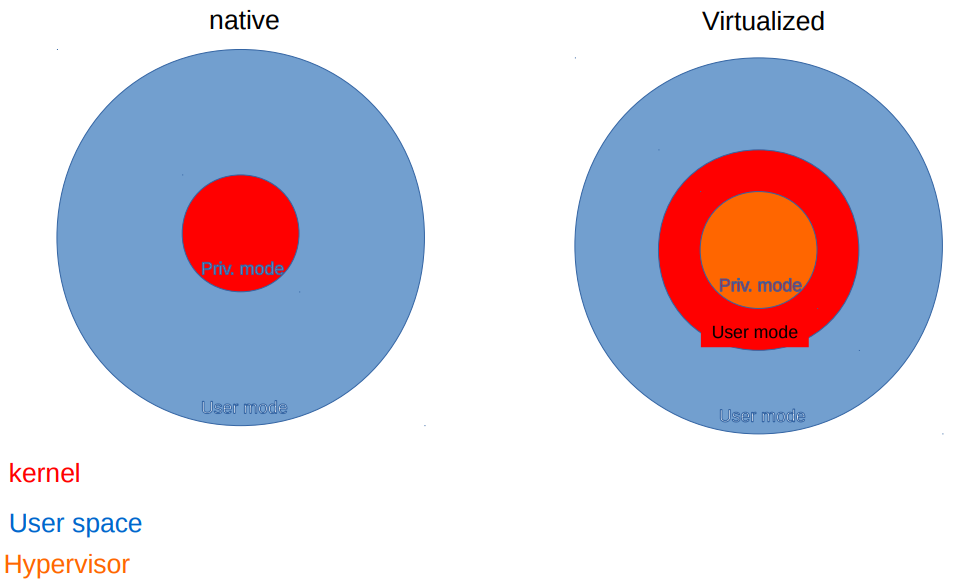 native
Virtualized
Priv. mode
User mode
Priv. mode
User mode
User mode
kernel
User space
Hypervisor